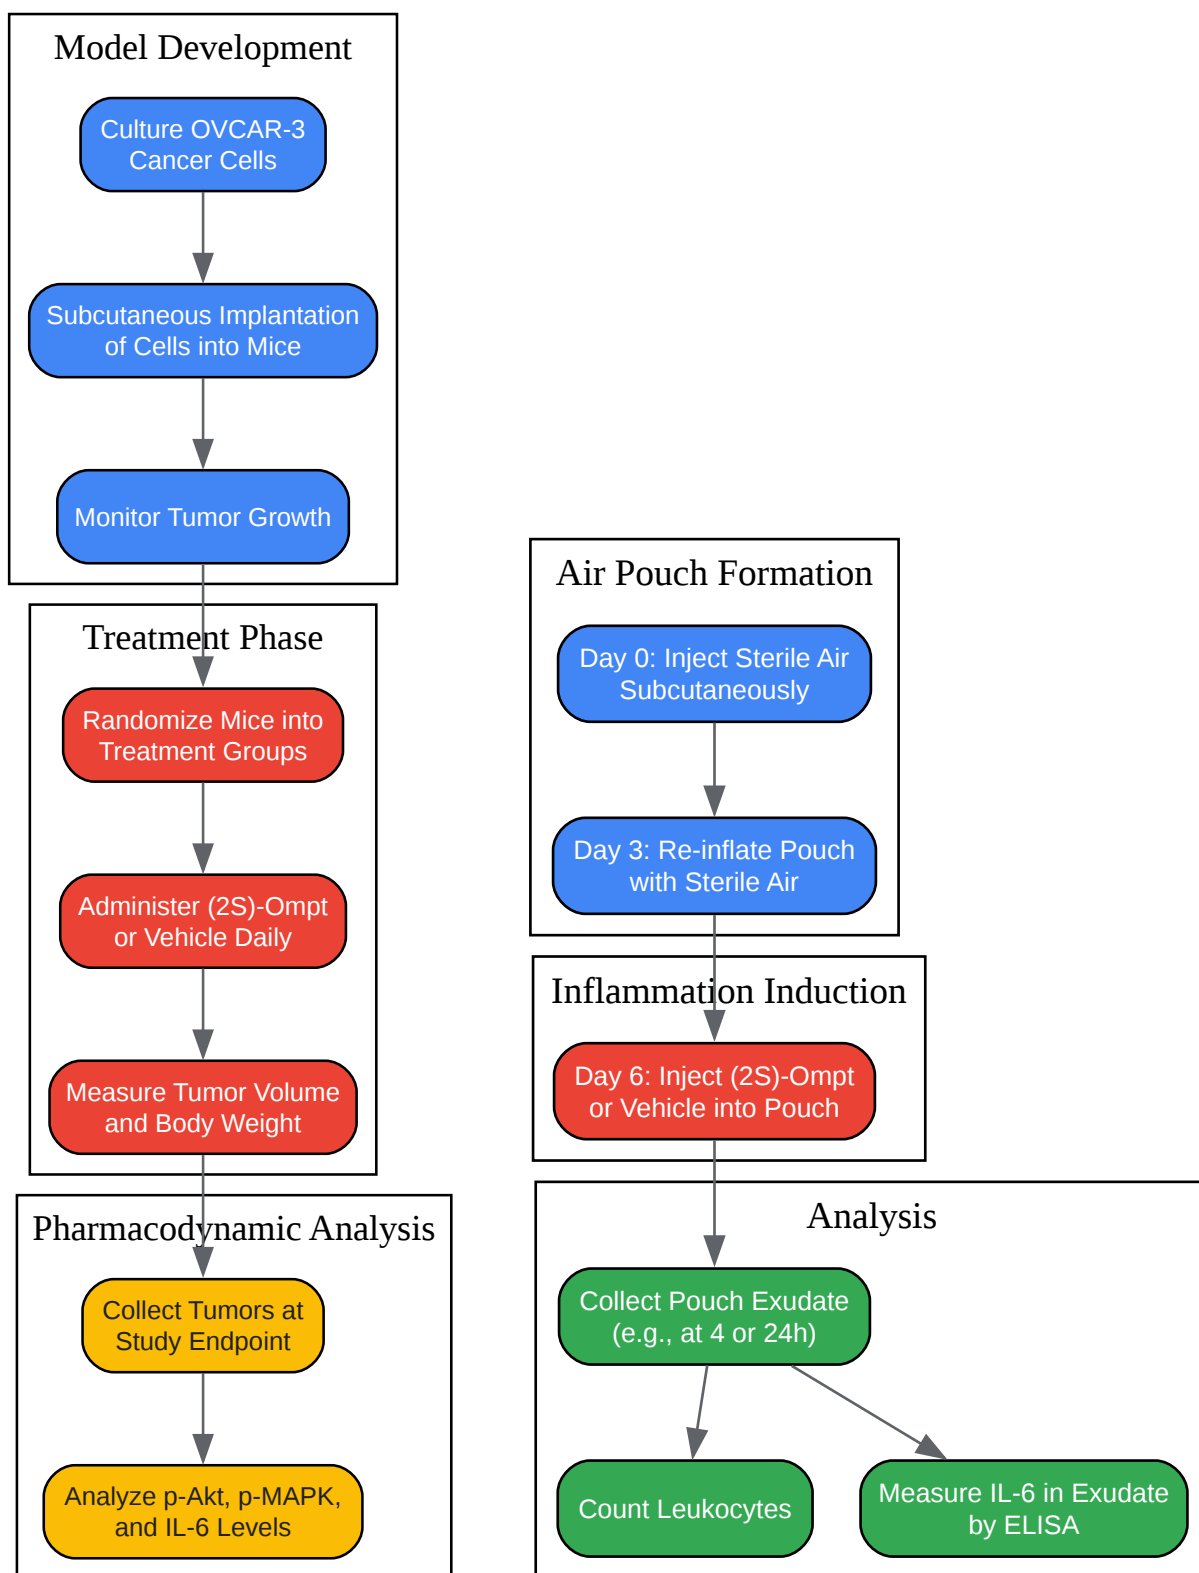 Model Development
Culture OVCAR-3
Cancer Cells
Subcutaneous Implantation
of Cells into Mice
Monitor Tumor Growth
Treatment Phase
Randomize Mice into
Treatment Groups
Administer (2S)-Ompt
or Vehicle Daily
Measure Tumor Volume
and Body Weight
Pharmacodynamic Analysis
Collect Tumors at
Study Endpoint
Analyze p-Akt, p-MAPK,
and IL-6 Levels
Air Pouch Formation
Day 0: Inject Sterile Air
Subcutaneously
Day 3: Re-inflate Pouch
with Sterile Air
Inflammation Induction
Day 6: Inject (2S)-Ompt
or Vehicle into Pouch
Analysis
Collect Pouch Exudate
(e.g., at 4 or 24h)
Count Leukocytes
Measure IL-6 in Exudate
by ELISA